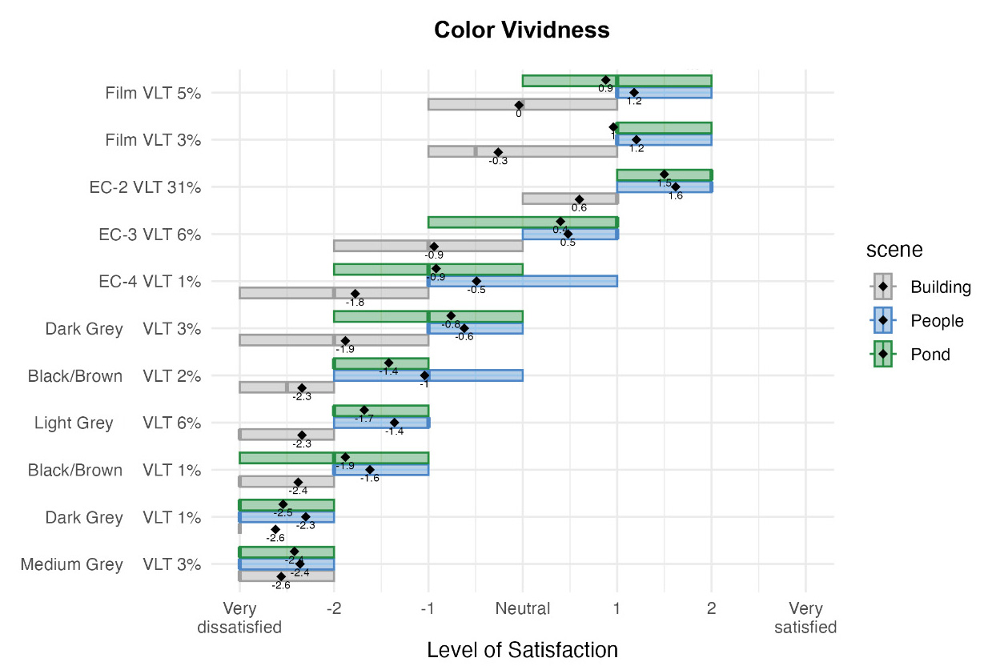 Color Vividness
Film VLT 5%
0.9
1.2
0
Film VLT 3%
1
1.2
-0.3
EC-2 VLT 31%
1.5
1.6
0.6
EC-3 VLT 6%
0.4
0.5
-0.9
EC-4 VLT 1%
-0.9
-0.5
-1.8
Dark Grey VLT 3%
-0.8
-0.6
-1.9
Black/Brown VLT 2%
-1.4
-1
-2.3
Light Grey VLT 6%
-1.7
-1.4
-2.3
Black/Brown VLT 1%
-1.9
-1.6
-2.4
Dark Grey VLT 1%
-2.5
-2.3
-2.6
Medium Grey VLT 3%
-2.4
-2.4
-2.6
Very dissatisfied
-2
-1
Neutral
1
2
Very satisfied
Level of Satisfaction
scene
Building
People
Pond